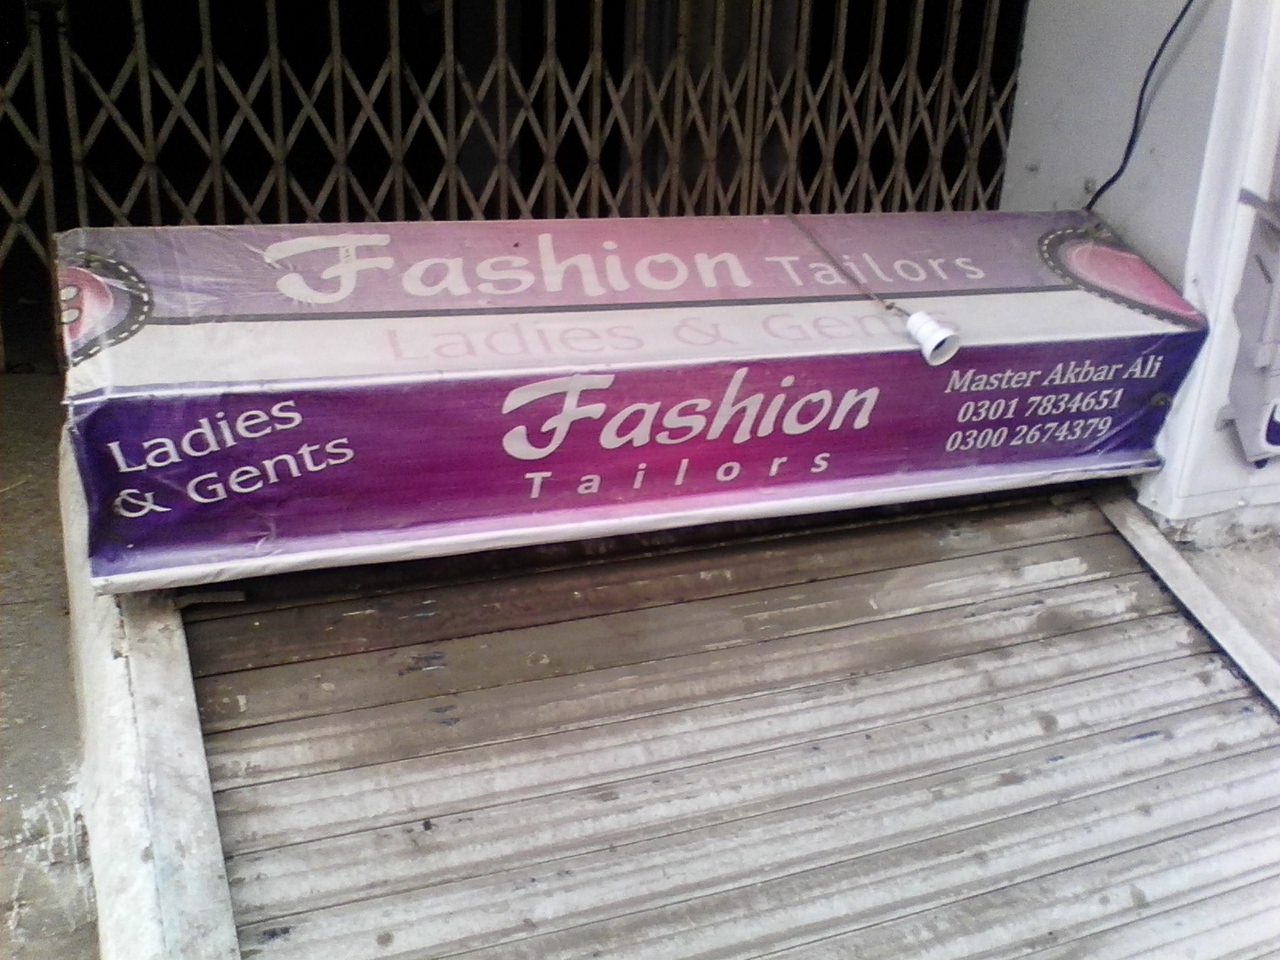 Fashion Tailors
Ladies & Gents
Ladies
& Gents
Fashion
Tailors
Master Akbar Ali
0301 7834651
0300 2674379